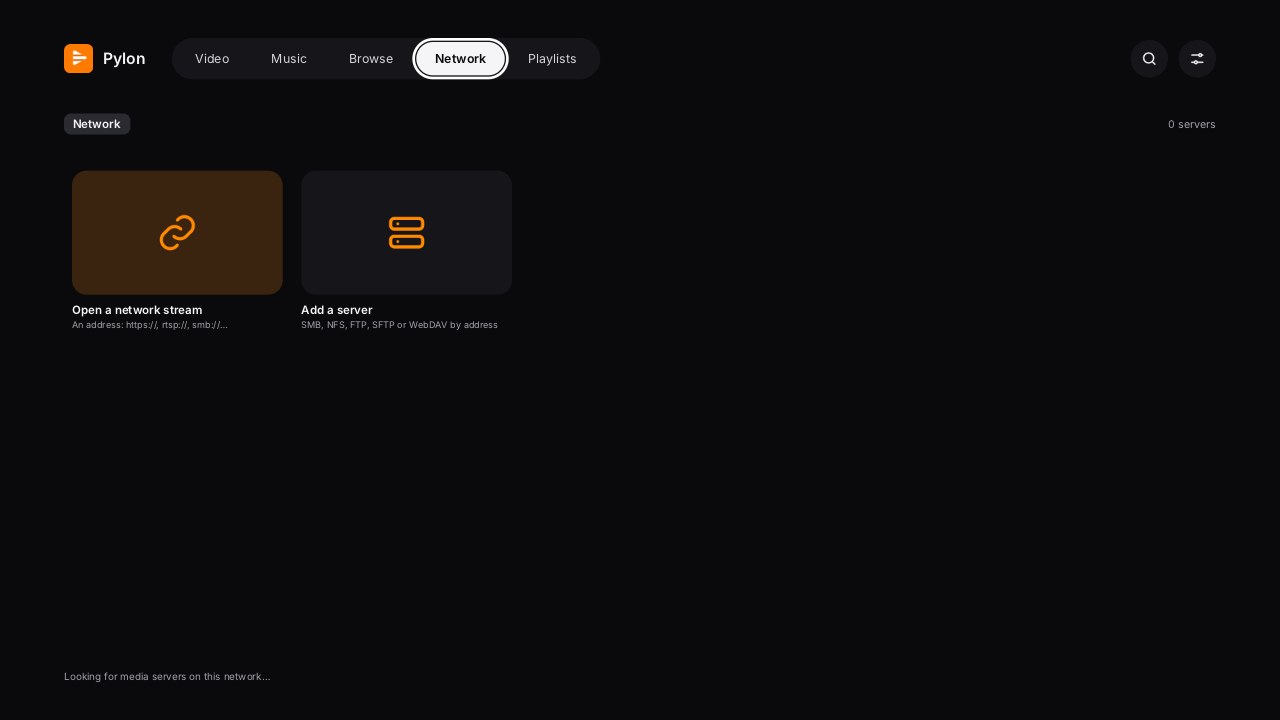 Pylon
Video
Music
Browse
Network
Playlists
Network
0 servers
Open a network stream
An address: https://, rtsp://, smb://...
Add a server
SMB, NFS, FTP, SFTP or WebDAV by address
Looking for media servers on this network...